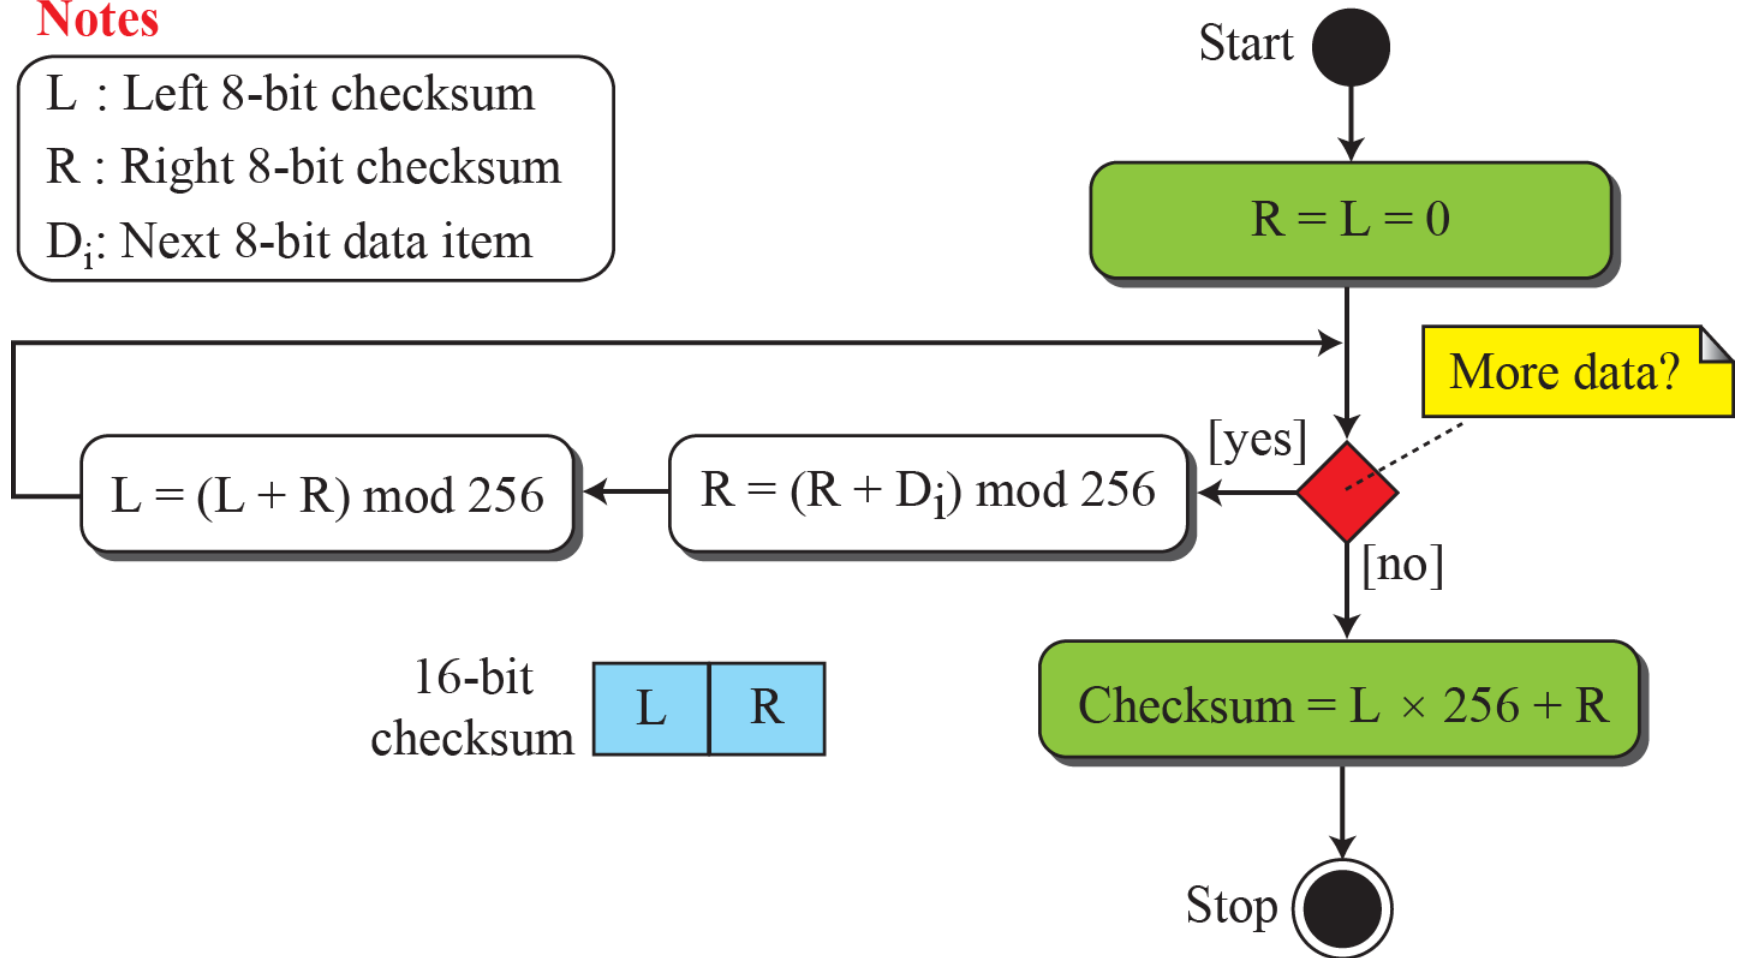 Notes
L : Left 8-bit checksum
R : Right 8-bit checksum
Di: Next 8-bit data item
Start
R = L = 0
More data?
[yes]
R = (R + Di) mod 256
L = (L + R) mod 256
[no]
16-bit
checksum
L R
Checksum = L × 256 + R
Stop